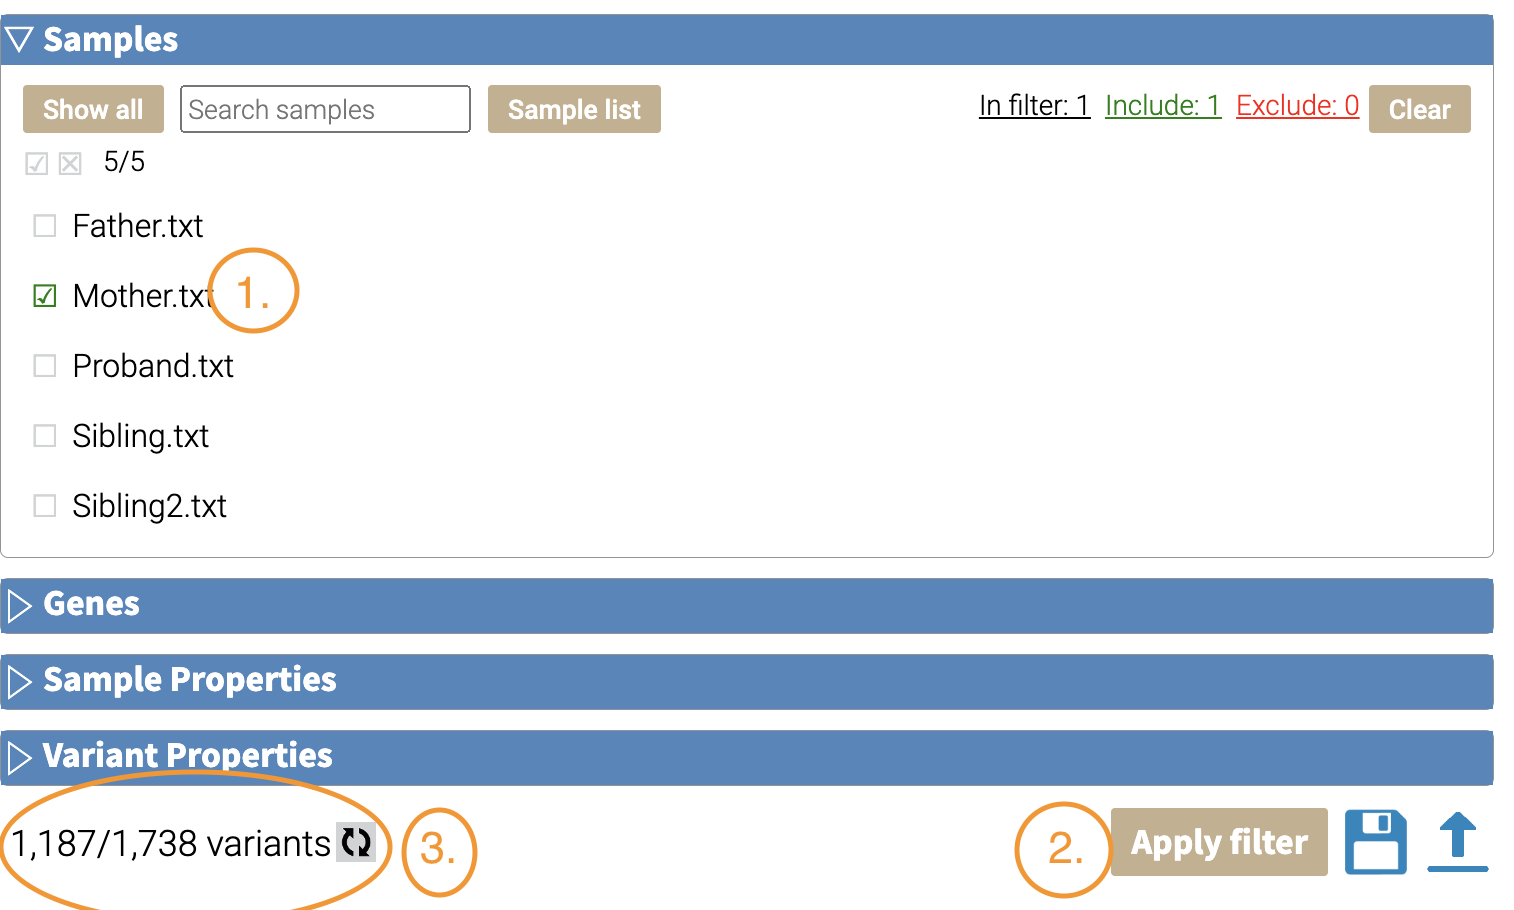 Samples
Show all Search samples Sample list In filter: 1 Include: 1 Exclude: 0 Clear
5/5
Father.txt
Mother.txt 1.
Proband.txt
Sibling.txt
Sibling2.txt
Genes
Sample Properties
Variant Properties
1,187/1,738 variants 3. 2. Apply filter